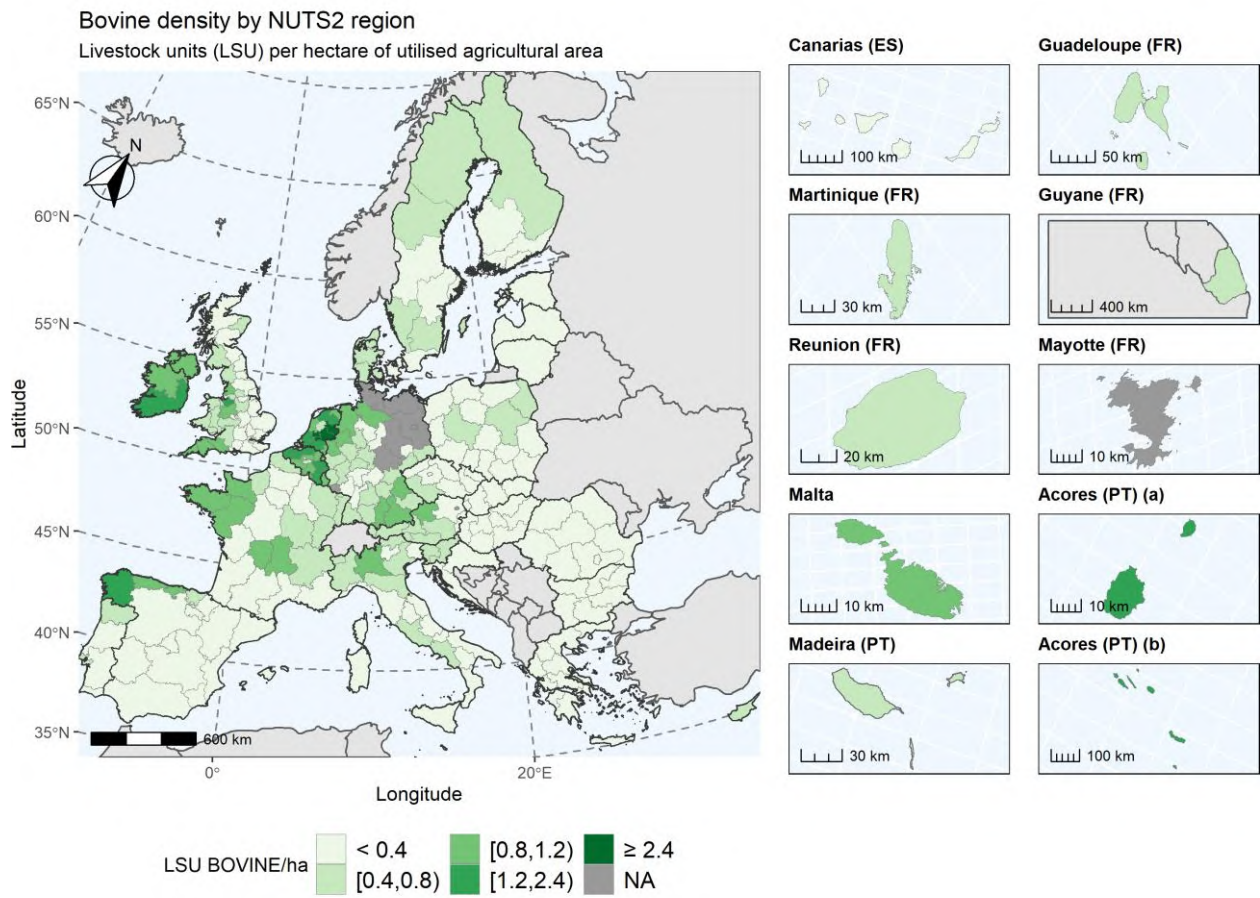 Bovine density by NUTS2 region
Livestock units (LSU) per hectare of utilised agricultural area
65°N
60°N
55°N
50°N
45°N
40°N
35°N
Latitude
N
600 km
0°
20°E
Longitude
Canarias (ES)
100 km
Guadeloupe (FR)
50 km
Martinique (FR)
30 km
Guyane (FR)
400 km
Reunion (FR)
20 km
Mayotte (FR)
10 km
Malta
10 km
Acores (PT) (a)
10 km
Madeira (PT)
30 km
Acores (PT) (b)
100 km
LSU BOVINE/ha
< 0.4
[0.4,0.8)
[0.8,1.2)
[1.2,2.4)
≥ 2.4
NA